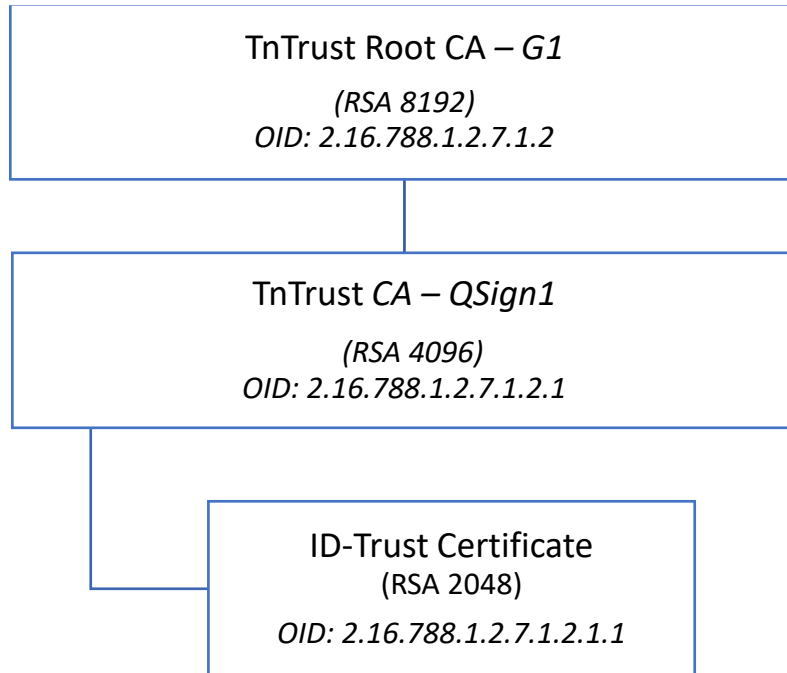 TnTrust Root CA – G1
(RSA 8192)
OID: 2.16.788.1.2.7.1.2
TnTrust CA – QSign1
(RSA 4096)
OID: 2.16.788.1.2.7.1.2.1
ID-Trust Certificate
(RSA 2048)
OID: 2.16.788.1.2.7.1.2.1.1